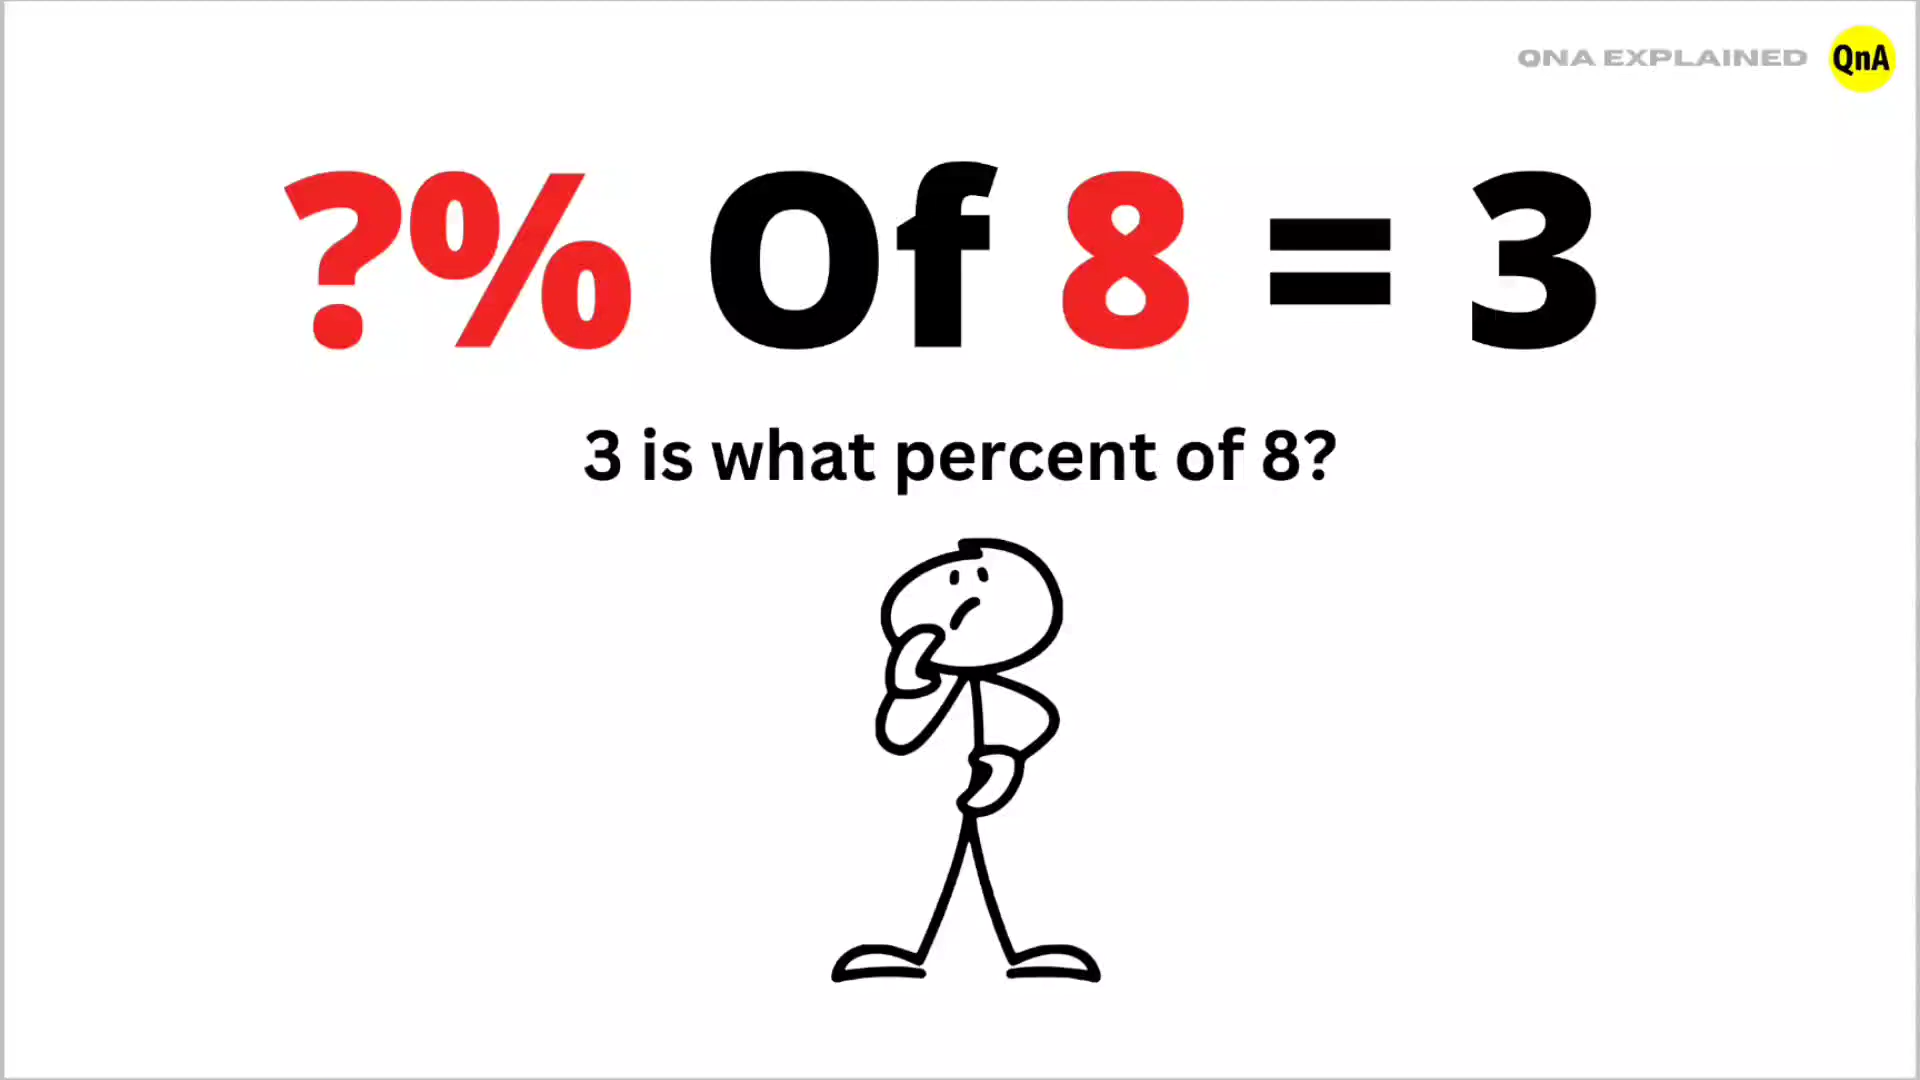 QNA EXPLAINED QnA
?% Of 8 = 3
3 is what percent of 8?